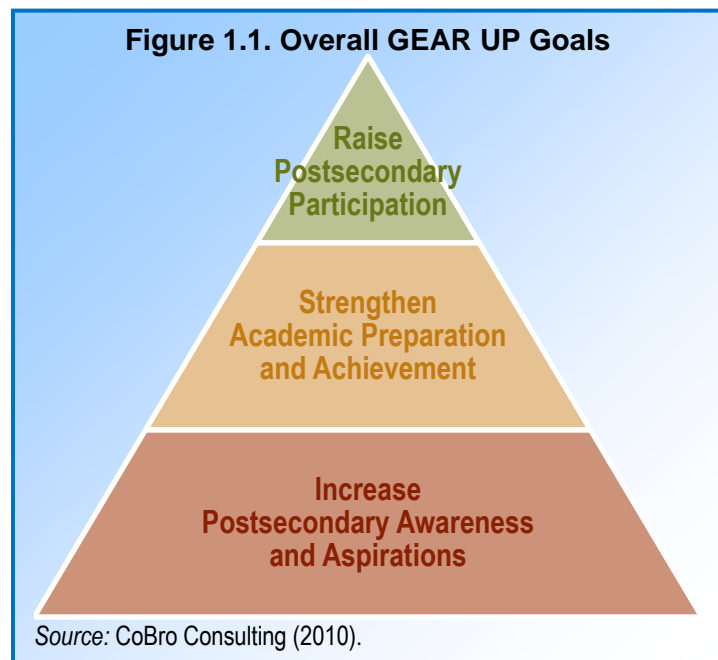 Figure 1.1. Overall GEAR UP Goals
Raise
Postsecondary
Participation
Strengthen
Academic Preparation
and Achievement
Increase
Postsecondary Awareness
and Aspirations
Source: CoBro Consulting (2010).